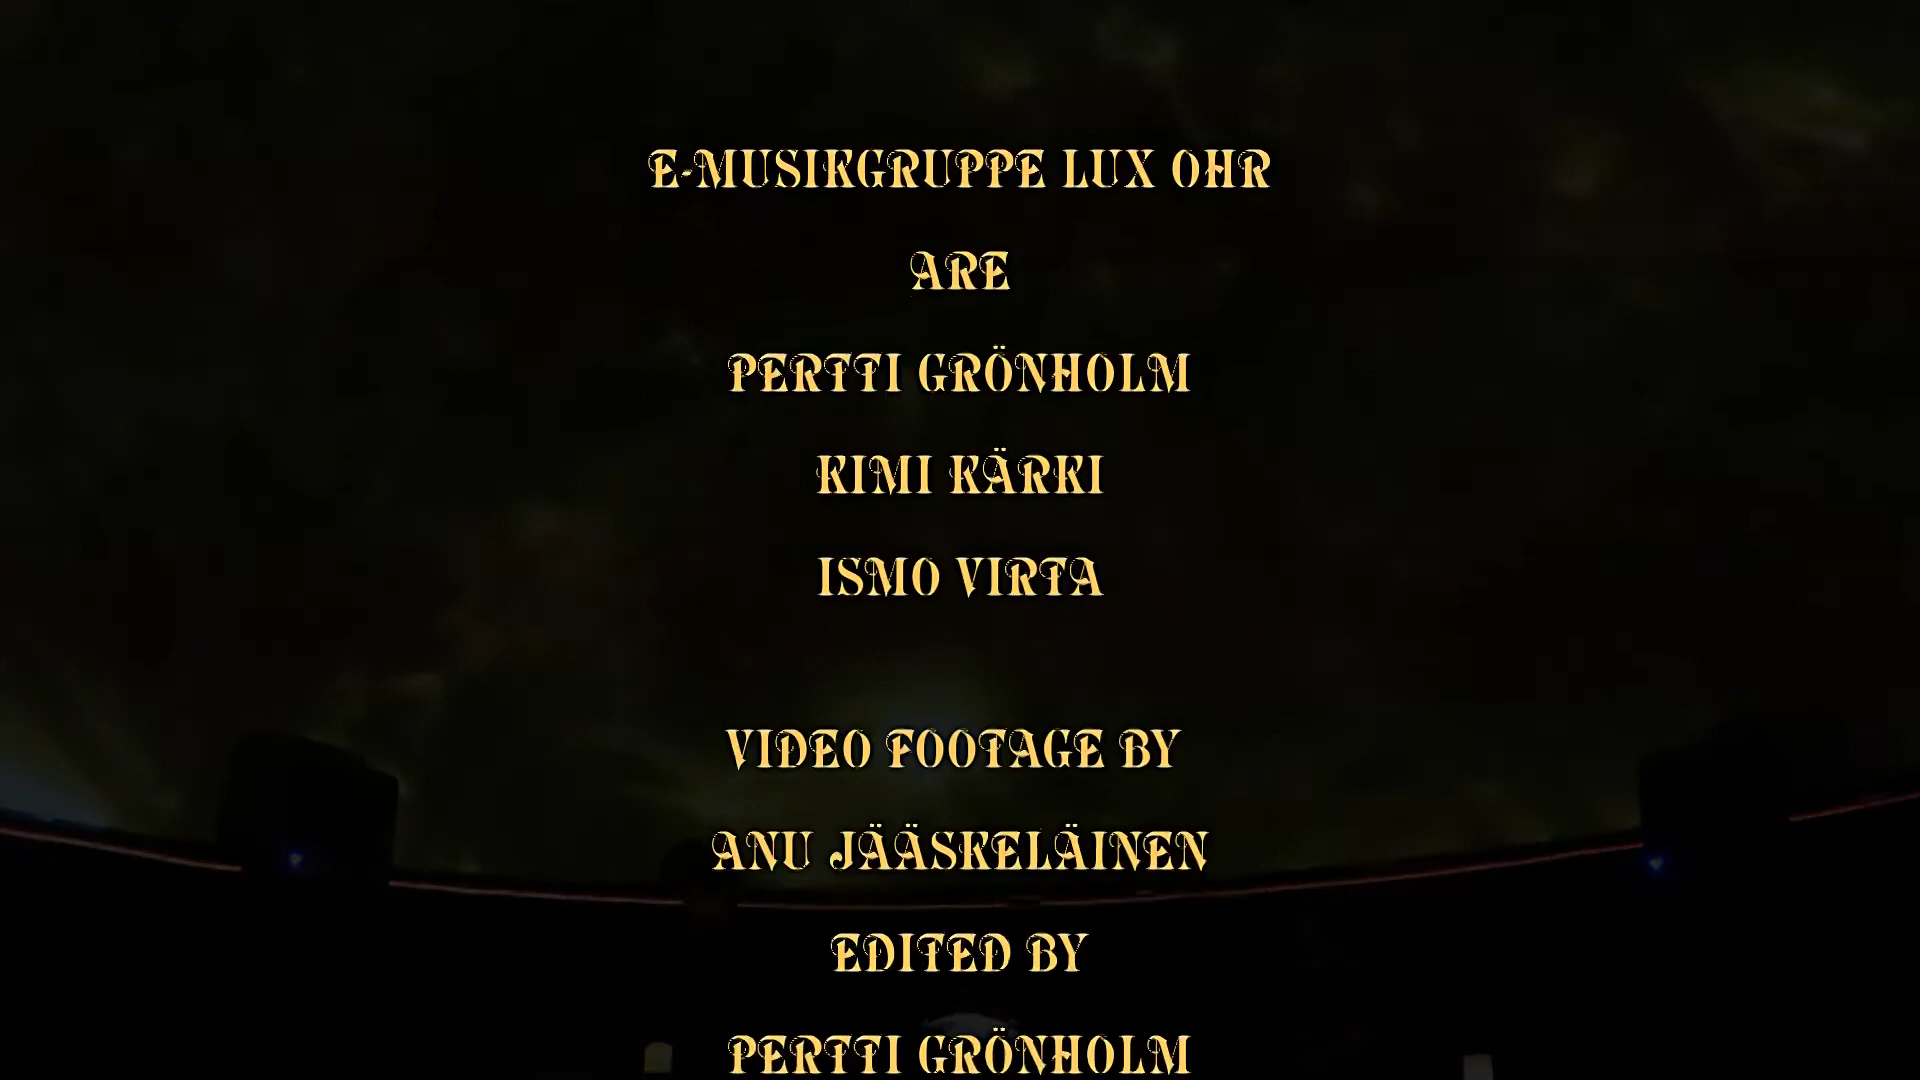 E-MUSIKGRUPPE LUX OHR
ARE
PERTTI GRÖNHOLM
KIMI KÄRKI
ISMO VIRTA
VIDEO FOOTAGE BY
ANU JÄÄSKELÄINEN
EDITED BY
PERTTI GRÖNHOLM